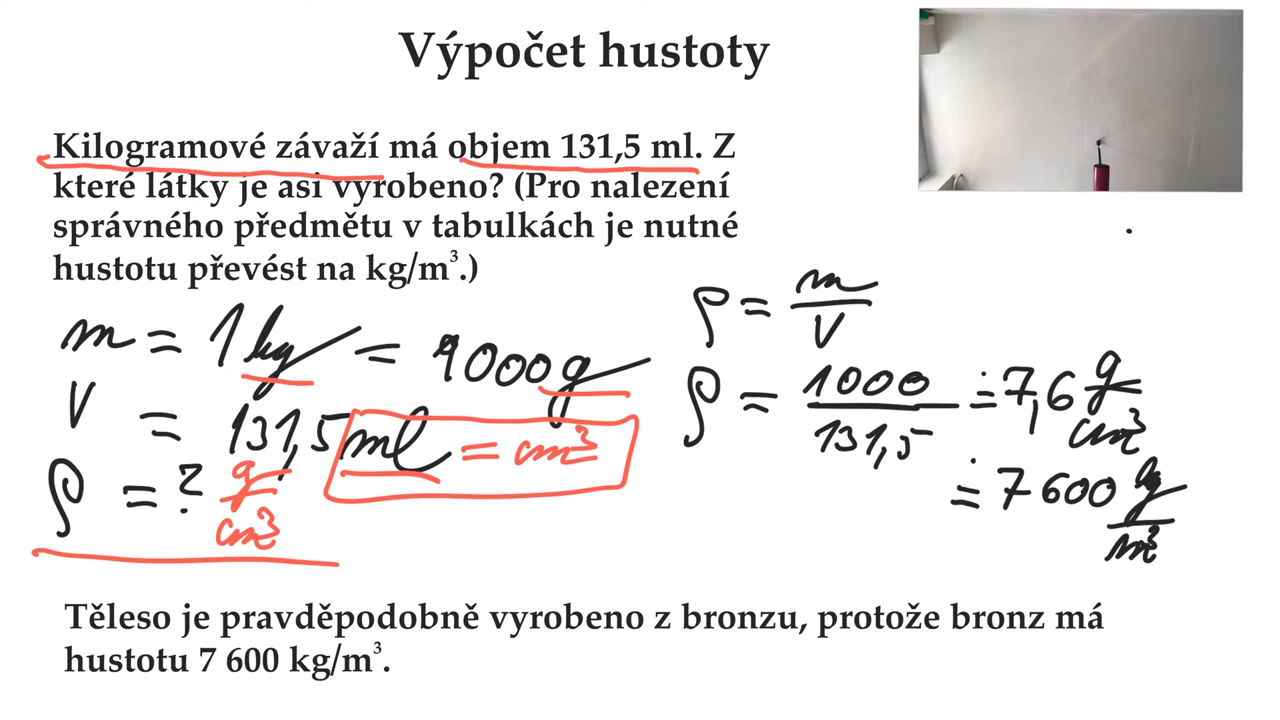 Výpočet hustoty
Kilogramové závaží má objem 131,5 ml. Z
které látky je asi vyrobeno? (Pro nalezení
správného předmětu v tabulkách je nutné
hustotu převést na kg/m³.)
m = 1 kg = 1000 g
V = 131,5 ml = cm³
ρ = ? g/cm³
ρ = m/V
ρ = 1000/131,5 ≐ 7,6 g/cm³
≐ 7 600 kg/m³
Těleso je pravděpodobně vyrobeno z bronzu, protože bronz má
hustotu 7 600 kg/m³.